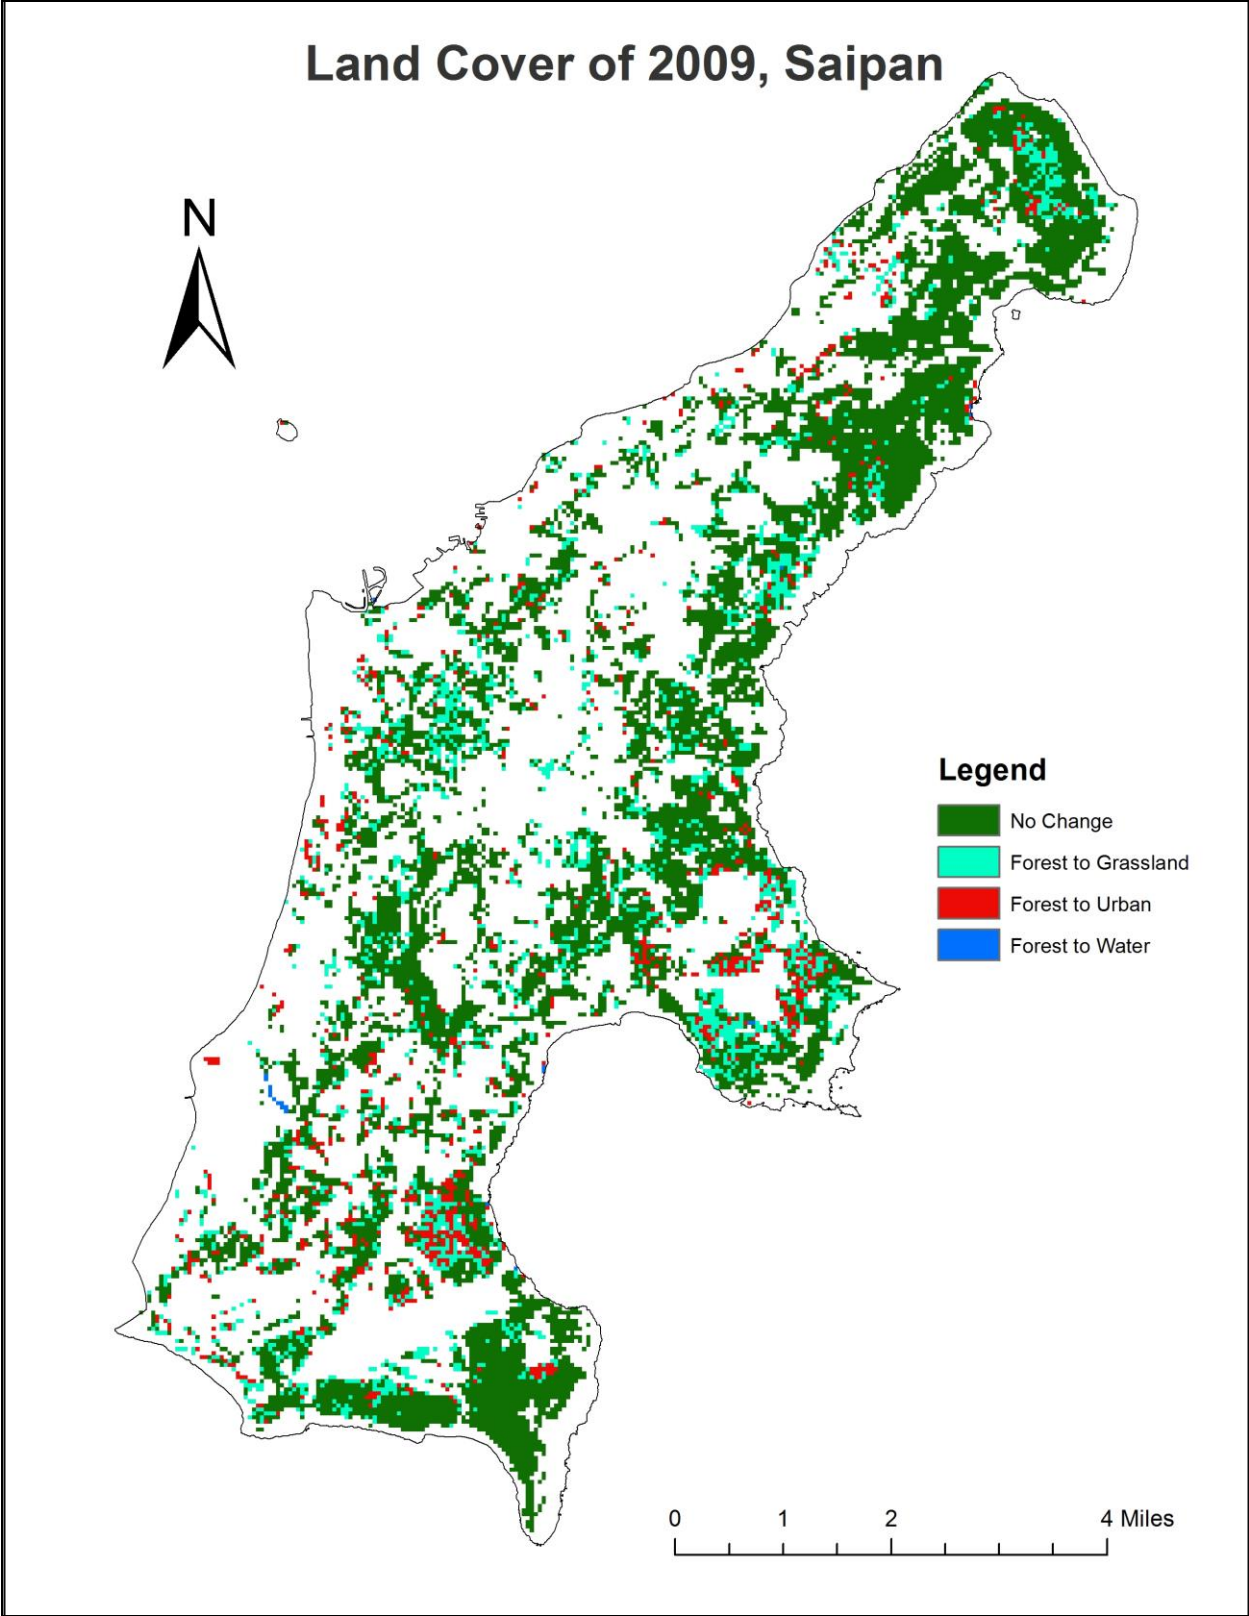 Land Cover of 2009, Saipan
N
Legend
No Change
Forest to Grassland
Forest to Urban
Forest to Water
0 1 2 4 Miles